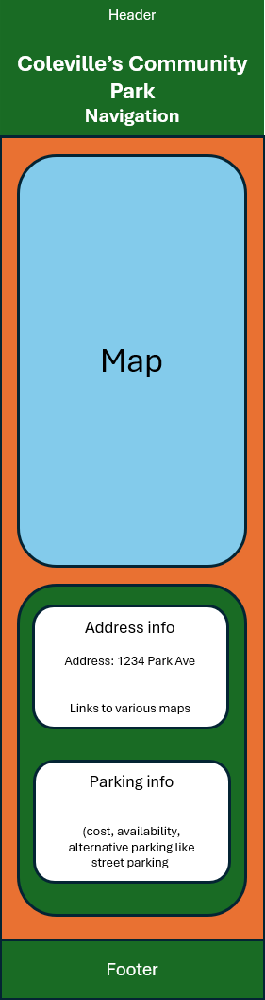 Header
Coleville’s Community
Park
Navigation
Map
Address info
Address: 1234 Park Ave
Links to various maps
Parking info
(cost, availability,
alternative parking like
street parking
Footer